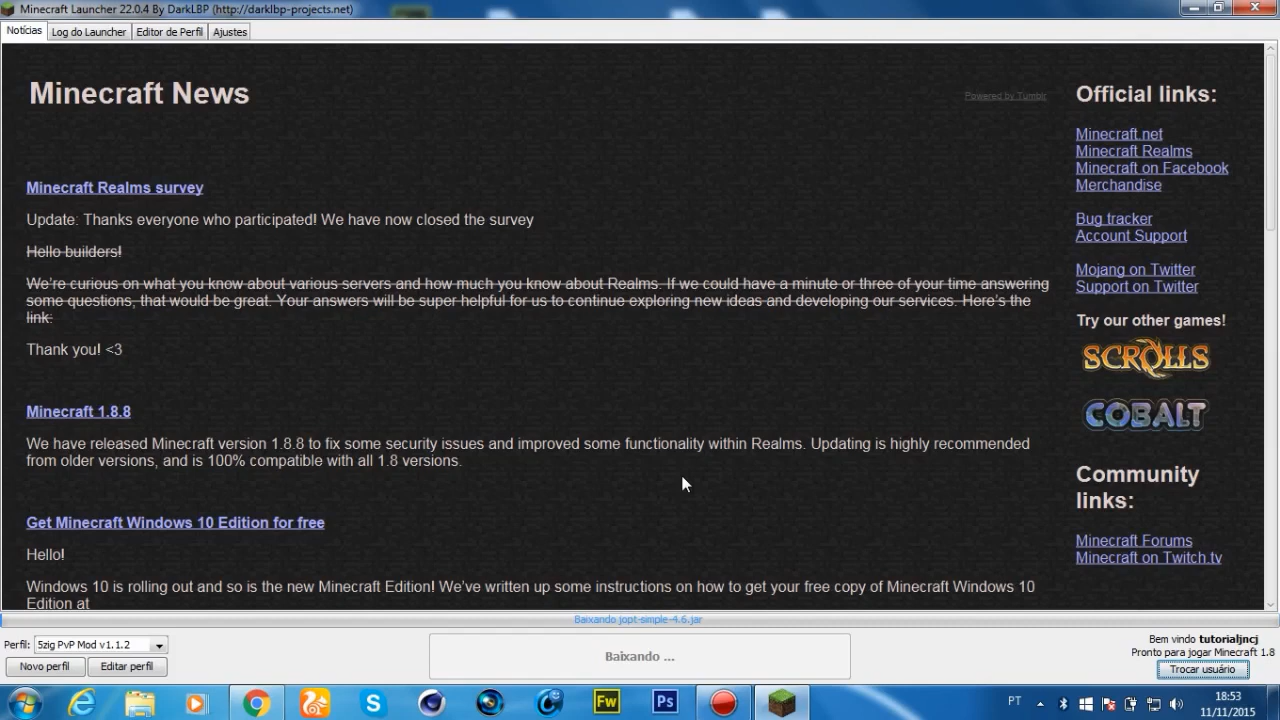 Minecraft Launcher 22.0.4 By DarkLBP (http://darklbp-projects.net)
Notícias
Log do Launcher
Editor de Perfil
Ajustes
Minecraft News
Powered by Tumblr
Minecraft Realms survey
Update: Thanks everyone who participated! We have now closed the survey
Hello builders!
We're curious on what you know about various servers and how much you know about Realms. If we could have a minute or three of your time answering
some questions, that would be great. Your answers will be super helpful for us to continue exploring new ideas and developing our services. Here's the
link:
Thank you! <3
Minecraft 1.8.8
We have released Minecraft version 1.8.8 to fix some security issues and improved some functionality within Realms. Updating is highly recommended
from older versions, and is 100% compatible with all 1.8 versions.
Get Minecraft Windows 10 Edition for free
Hello!
Windows 10 is rolling out and so is the new Minecraft Edition! We've written up some instructions on how to get your free copy of Minecraft Windows 10
Edition at
Official links:
Minecraft.net
Minecraft Realms
Minecraft on Facebook
Merchandise
Bug tracker
Account Support
Mojang on Twitter
Support on Twitter
Try our other games!
SCROLLS
COBALT
Community
links:
Minecraft Forums
Minecraft on Twitch.tv
Baixando jopt-simple-4.6.jar
Perfil:
5zig PvP Mod v1.1.2
Novo perfil
Editar perfil
Baixando ...
Bem vindo tutorialjncj
Pronto para jogar Minecraft 1.8
Trocar usuário
Fw
Ps
PT
18:53
11/11/2015